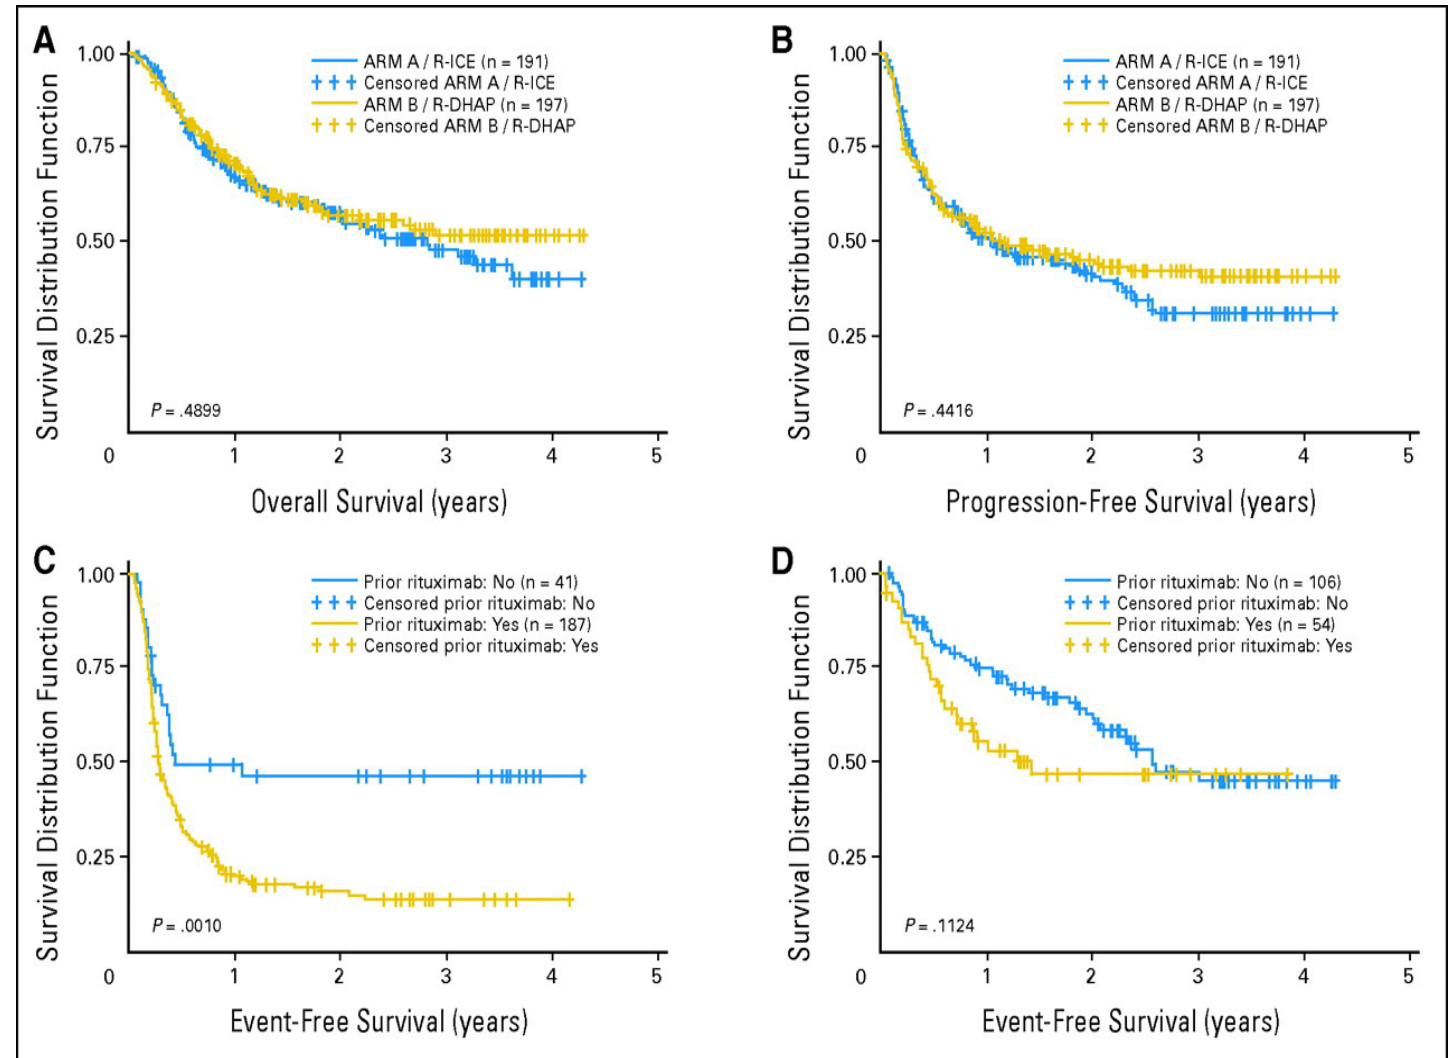 A
Survival Distribution Function
1.00
0.75
0.50
0.25
ARM A / R-ICE (n = 191)
Censored ARM A / R-ICE
ARM B / R-DHAP (n = 197)
Censored ARM B / R-DHAP
P = .4899
0 1 2 3 4 5
Overall Survival (years)
B
Survival Distribution Function
1.00
0.75
0.50
0.25
ARM A / R-ICE (n = 191)
Censored ARM A / R-ICE
ARM B / R-DHAP (n = 197)
Censored ARM B / R-DHAP
P = .4416
0 1 2 3 4 5
Progression-Free Survival (years)
C
Survival Distribution Function
1.00
0.75
0.50
0.25
Prior rituximab: No (n = 41)
Censored prior rituximab: No
Prior rituximab: Yes (n = 187)
Censored prior rituximab: Yes
P = .0010
0 1 2 3 4 5
Event-Free Survival (years)
D
Survival Distribution Function
1.00
0.75
0.50
0.25
Prior rituximab: No (n = 106)
Censored prior rituximab: No
Prior rituximab: Yes (n = 54)
Censored prior rituximab: Yes
P = .1124
0 1 2 3 4 5
Event-Free Survival (years)